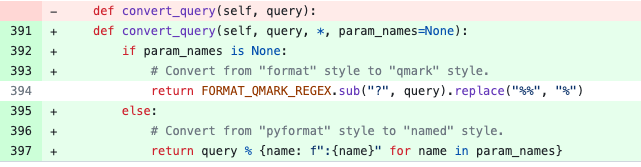 -     def convert_query(self, query):
391 +     def convert_query(self, query, *, param_names=None):
392 +         if param_names is None:
393 +             # Convert from "format" style to "qmark" style.
394               return FORMAT_QMARK_REGEX.sub("?", query).replace("%%", "%")
395 +         else:
396 +             # Convert from "pyformat" style to "named" style.
397 +             return query % {name: f":{name}" for name in param_names}